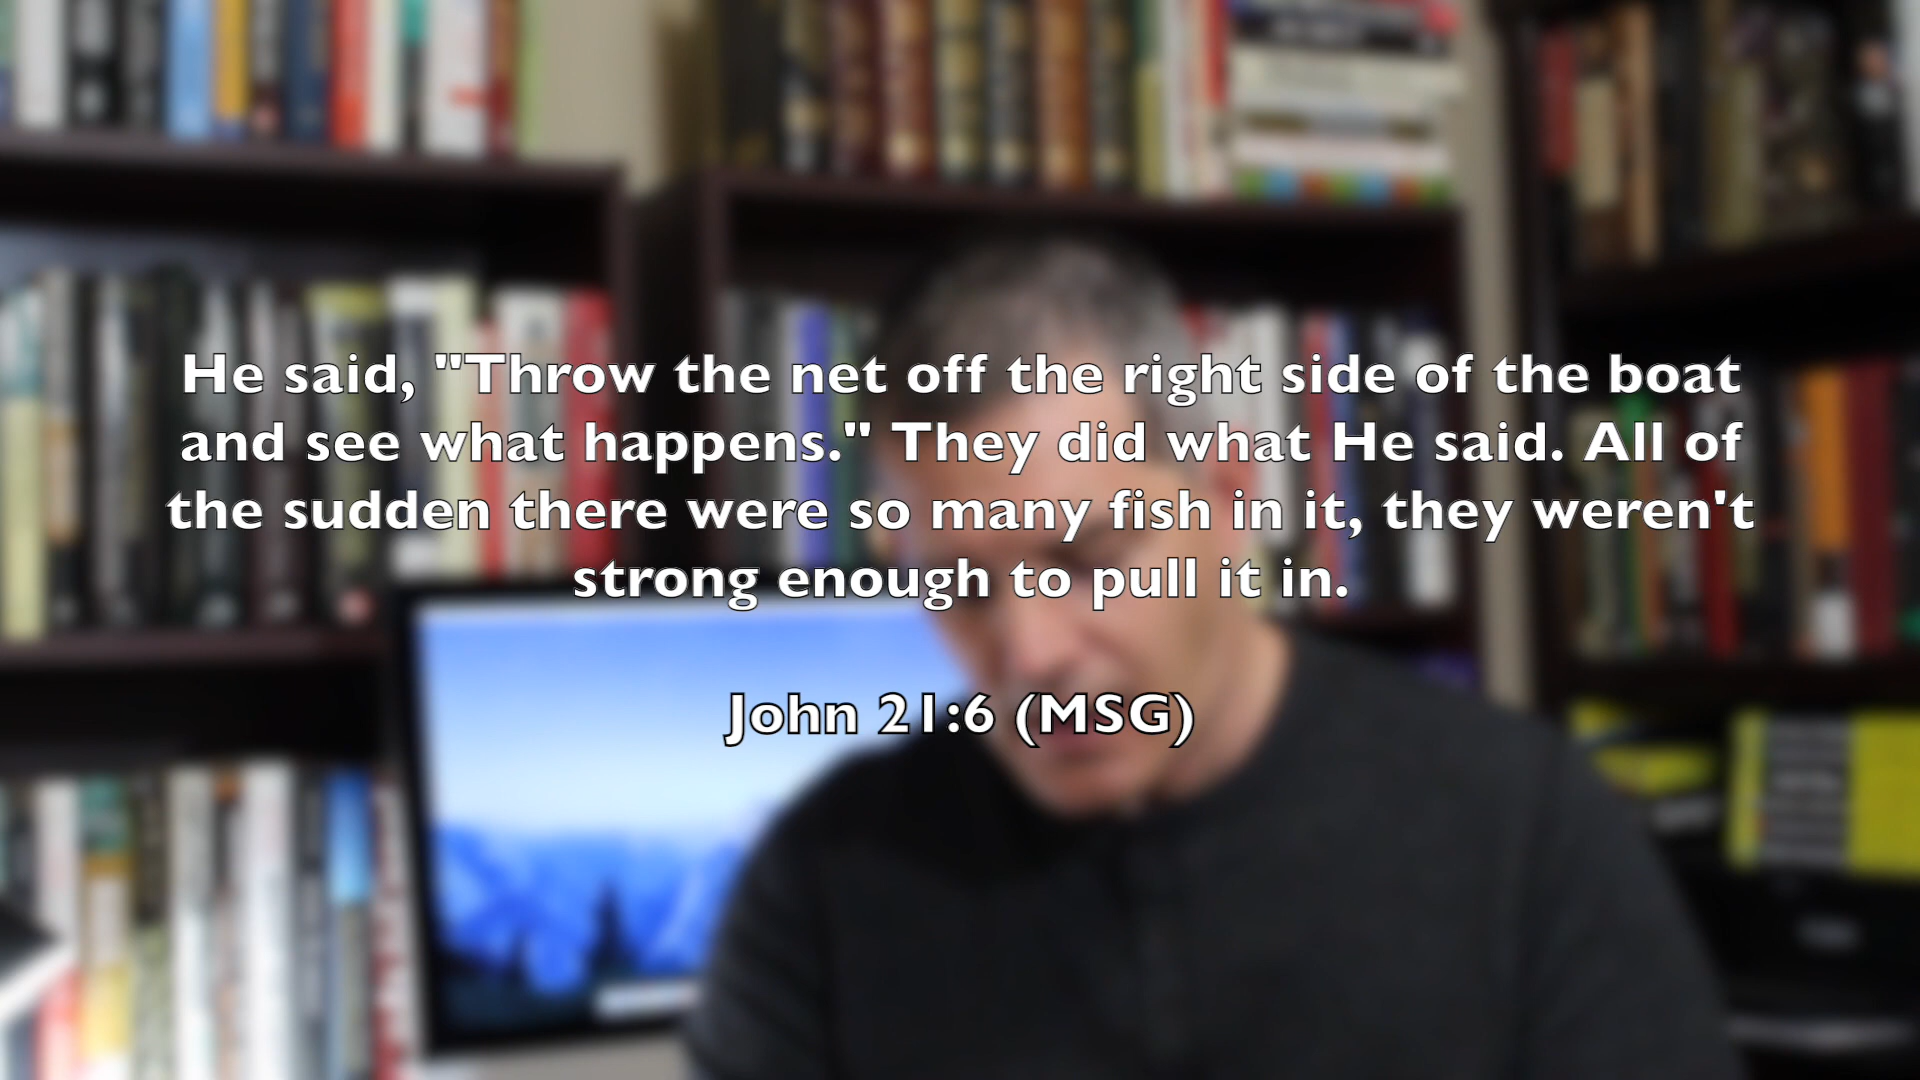 He said, "Throw the net off the right side of the boat
and see what happens." They did what He said. All of
the sudden there were so many fish in it, they weren't
strong enough to pull it in.
John 21:6 (MSG)